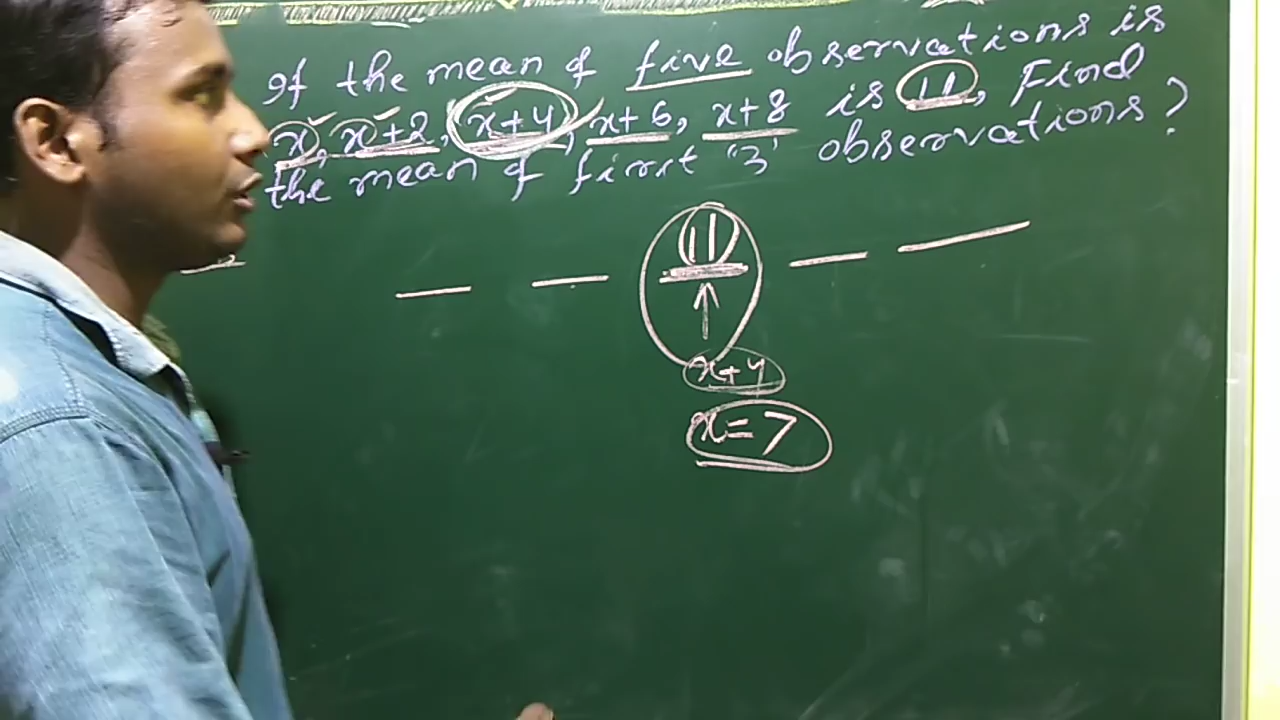 If the mean of five observations is
x, x+2, x+4, x+6, x+8 is 11, Find
the mean of first '3' observations?
11
x+4
x=7